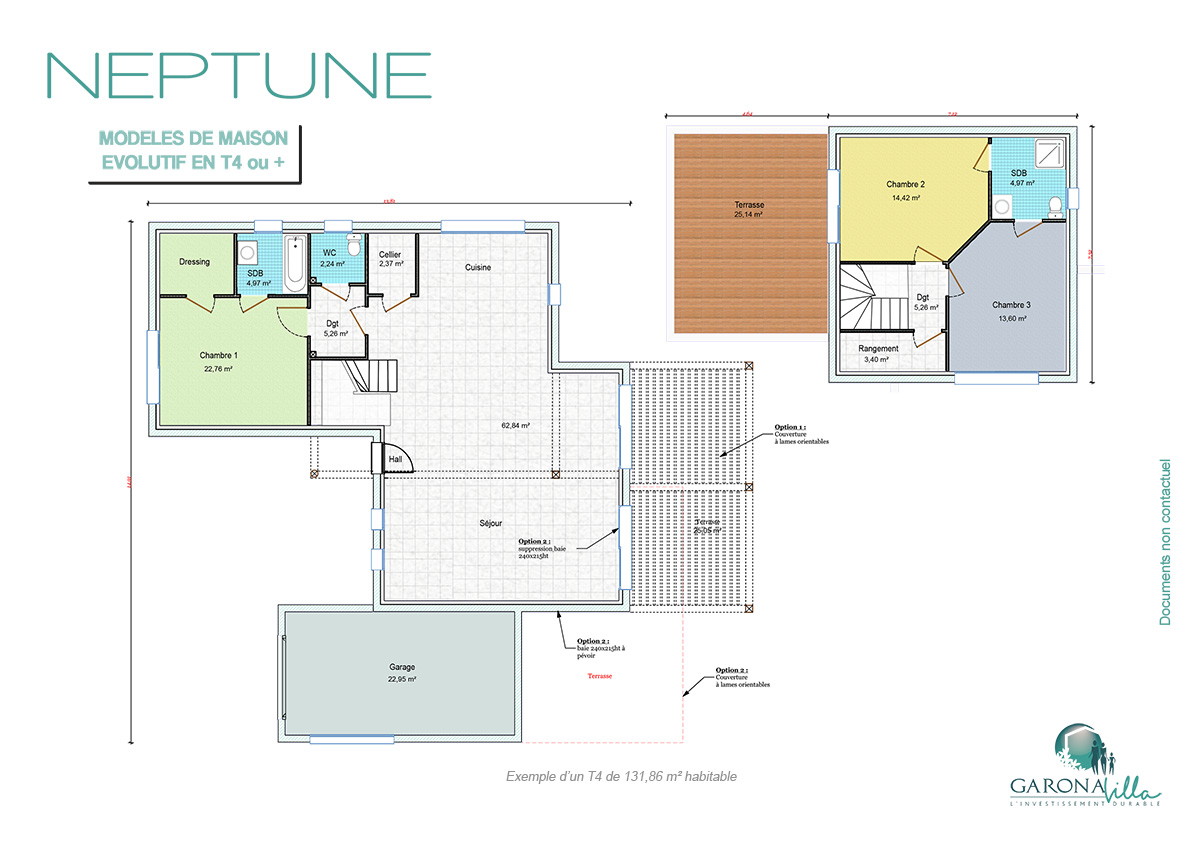 NEPTUNE
MODELES DE MAISON
EVOLUTIF EN T4 ou +
Dressing
SDB
4,97 m²
WC
2,24 m²
Cellier
2,37 m²
Cuisine
Dgt
5,26 m²
Chambre 1
22,76 m²
62,84 m²
Hall
Séjour
Option 2 :
suppression baie
240x215ht
Garage
22,95 m²
Option 2 :
baie 240x215ht à
pévoir
Terrasse
Option 2 :
Couverture
à lames orientables
Option 1 :
Couverture
à lames orientables
Terrasse
25,05 m²
Terrasse
25,14 m²
Chambre 2
14,42 m²
SDB
4,97 m²
Dgt
5,26 m²
Chambre 3
13,60 m²
Rangement
3,40 m²
Documents non contactuel
Exemple d'un T4 de 131,86 m² habitable
GARONA Villa
L'INVESTISSEMENT DURABLE